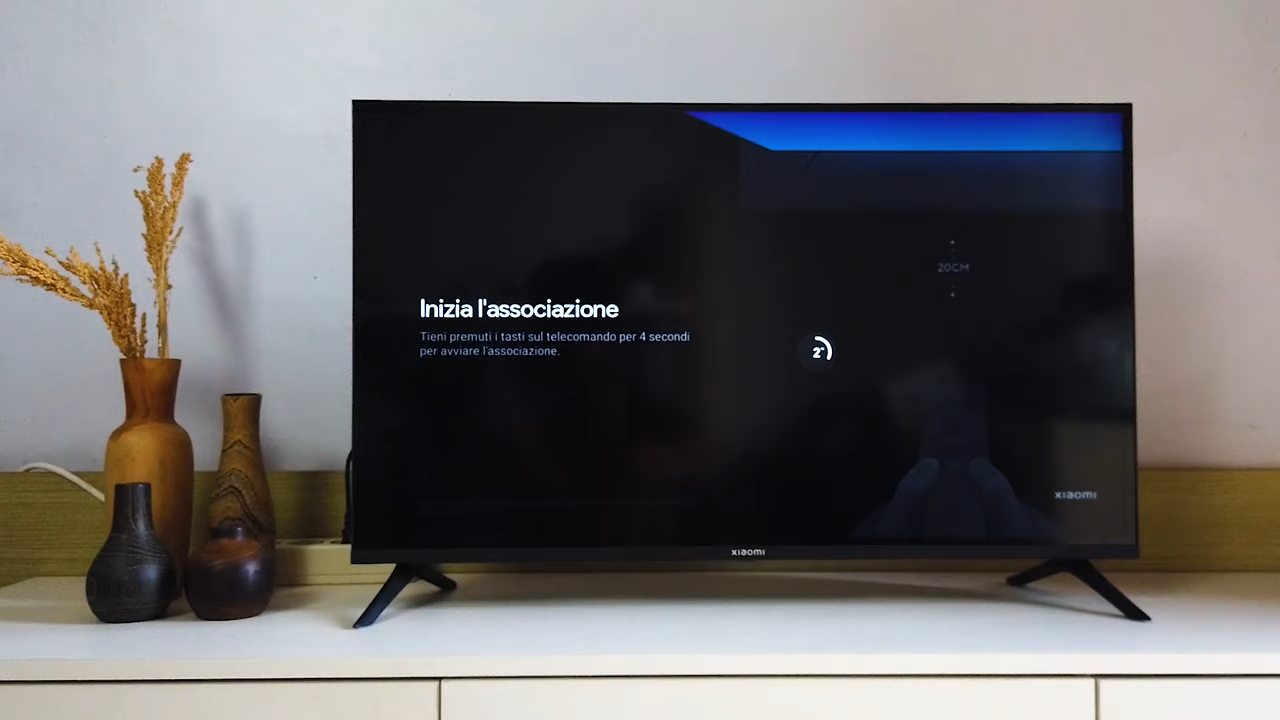 Inizia l'associazione
Tieni premuti i tasti sul telecomando per 4 secondi
per avviare l'associazione.
20CM
2"
xiaomi
xiaomi